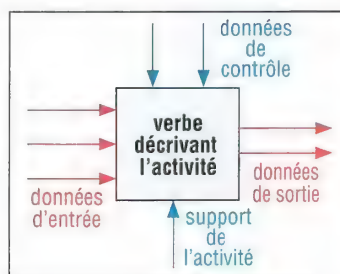 données
de
contrôle
verbe
décrivant
l'activité
données
d'entrée
données
de sortie
support
de
l'activité